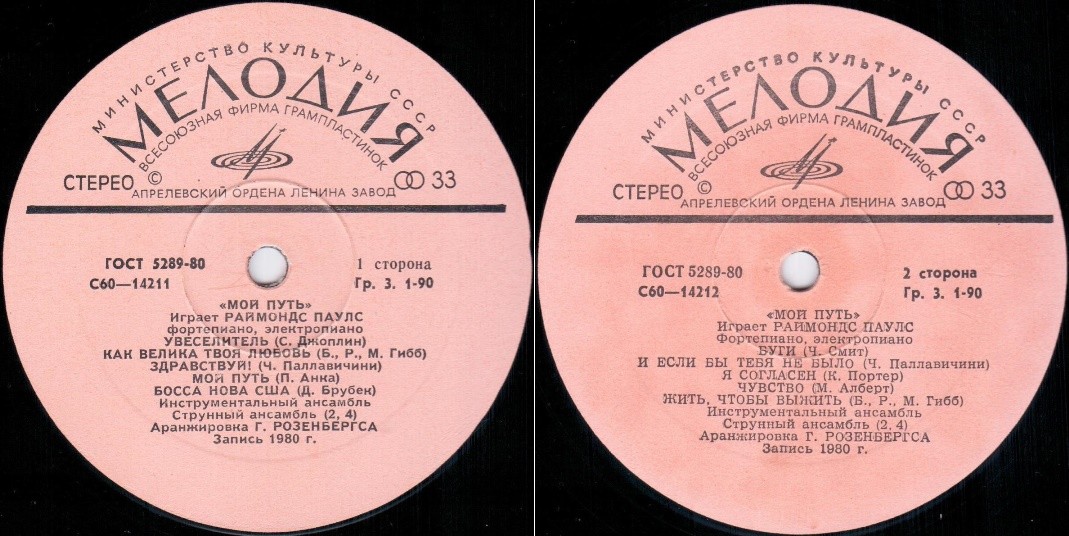 МИНИСТЕРСТВО КУЛЬТУРЫ СССР
МЕЛОДИЯ
ВСЕСОЮЗНАЯ ФИРМА ГРАМПЛАСТИНОК
СТЕРЕО © 33
АПРЕЛЕВСКИЙ ОРДЕНА ЛЕНИНА ЗАВОД
ГОСТ 5289-80 1 сторона
С60—14211 Гр. 3. 1-90
«МОЙ ПУТЬ»
Играет РАЙМОНДС ПАУЛС
фортепиано, электропиано
УВЕСЕЛИТЕЛЬ (С. Джоплин)
КАК ВЕЛИКА ТВОЯ ЛЮБОВЬ (Б., Р., М. Гибб)
ЗДРАВСТВУЙ! (Ч. Паллавичини)
МОЙ ПУТЬ (П. Анка)
БОССА НОВА США (Д. Брубек)
Инструментальный ансамбль
Струнный ансамбль (2, 4)
Аранжировка Г. РОЗЕНБЕРГСА
Запись 1980 г.
МИНИСТЕРСТВО КУЛЬТУРЫ СССР
МЕЛОДИЯ
ВСЕСОЮЗНАЯ ФИРМА ГРАМПЛАСТИНОК
СТЕРЕО © 33
АПРЕЛЕВСКИЙ ОРДЕНА ЛЕНИНА ЗАВОД
ГОСТ 5289-80 2 сторона
С60—14212 Гр. 3. 1-90
«МОЙ ПУТЬ»
Играет РАЙМОНДС ПАУЛС
Фортепиано, электропиано
БУГИ (Ч. Смит)
И ЕСЛИ БЫ ТЕБЯ НЕ БЫЛО (Ч. Паллавичини)
Я СОГЛАСЕН (К. Портер)
ЧУВСТВО (М. Алберт)
ЖИТЬ, ЧТОБЫ ВЫЖИТЬ (Б., Р., М. Гибб)
Инструментальный ансамбль
Струнный ансамбль (2, 4)
Аранжировка Г. РОЗЕНБЕРГСА
Запись 1980 г.